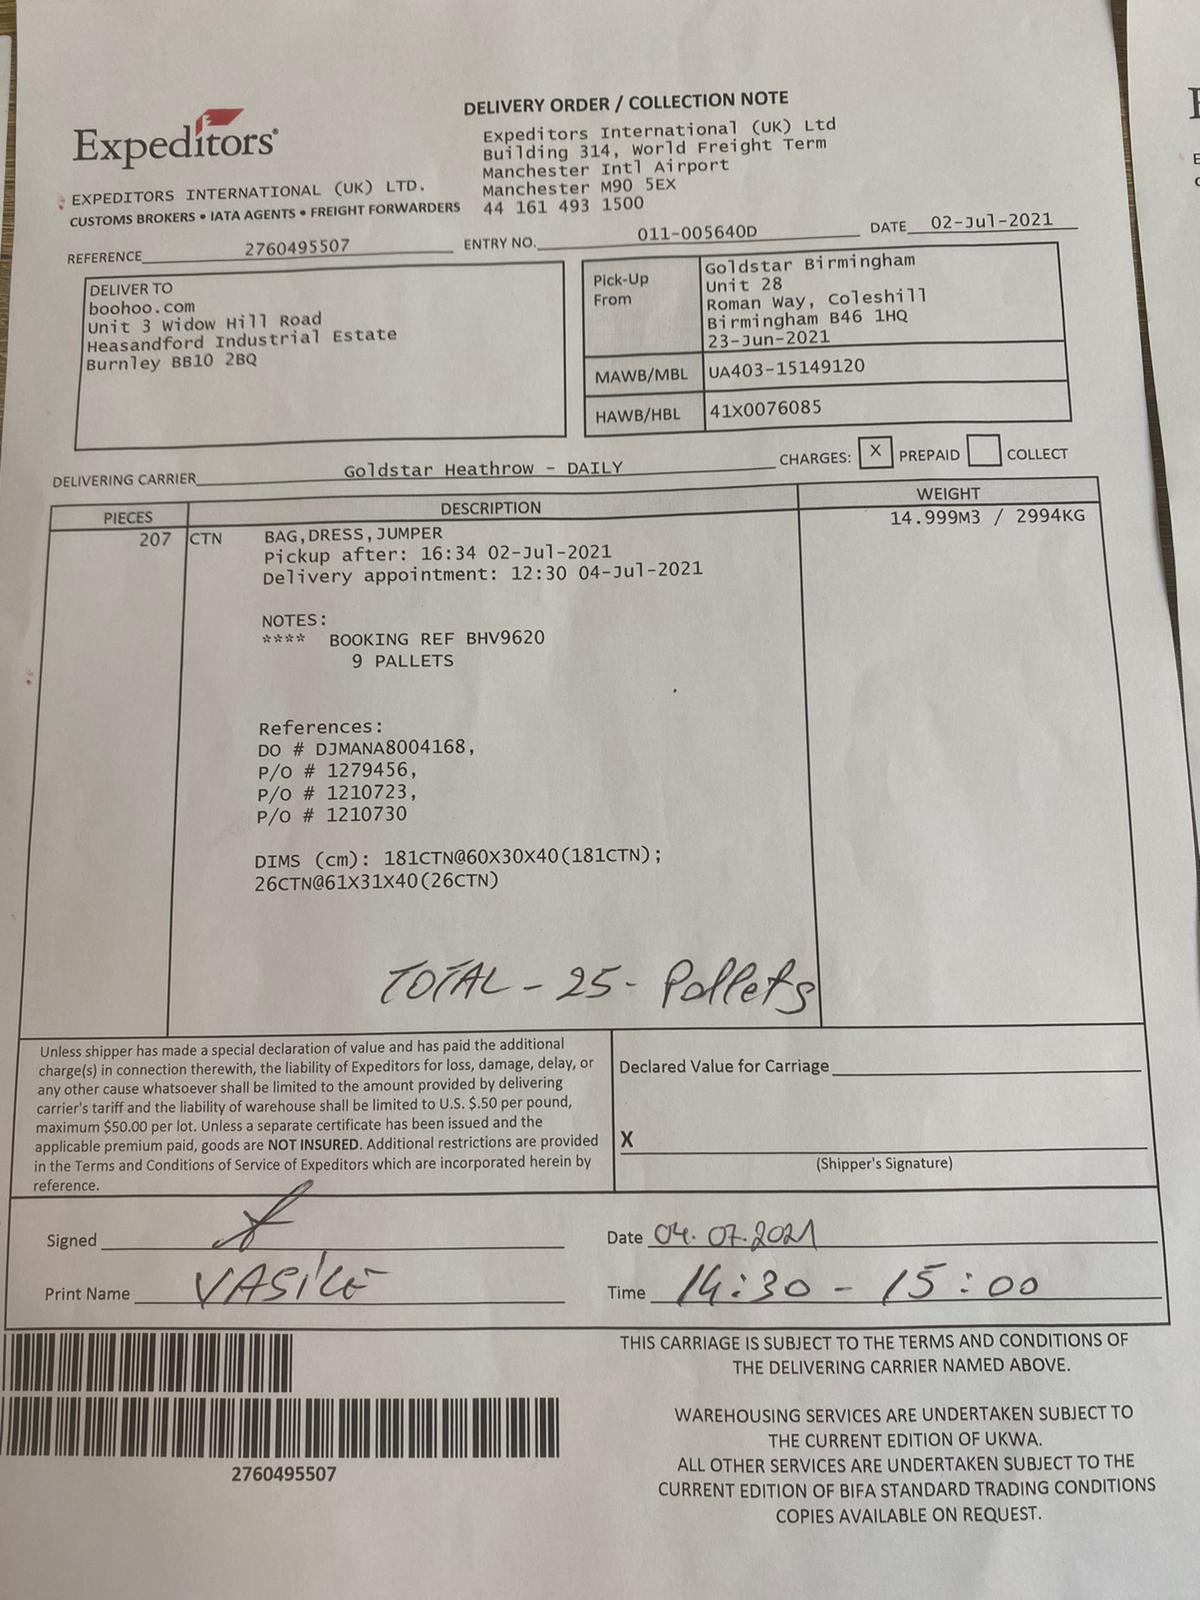 DELIVERY ORDER / COLLECTION NOTE
Expeditors
EXPEDITORS INTERNATIONAL (UK) LTD.
CUSTOMS BROKERS • IATA AGENTS • FREIGHT FORWARDERS
Expeditors International (UK) Ltd
Building 314, World Freight Term
Manchester Intl Airport
Manchester M90 5EX
44 161 493 1500
REFERENCE 2760495507 ENTRY NO. 011-005640D DATE 02-Jul-2021
DELIVER TO
boohoo.com
Unit 3 Widow Hill Road
Heasandford Industrial Estate
Burnley BB10 2BQ
Pick-Up From
Goldstar Birmingham
Unit 28
Roman Way, Coleshill
Birmingham B46 1HQ
23-Jun-2021
MAWB/MBL UA403-15149120
HAWB/HBL 41X0076085
DELIVERING CARRIER Goldstar Heathrow - DAILY CHARGES: X PREPAID COLLECT
PIECES DESCRIPTION WEIGHT
207 CTN BAG,DRESS,JUMPER 14.999M3 / 2994KG
Pickup after: 16:34 02-Jul-2021
Delivery appointment: 12:30 04-Jul-2021
NOTES:
**** BOOKING REF BHV9620
9 PALLETS
References:
DO # DJMANA8004168,
P/O # 1279456,
P/O # 1210723,
P/O # 1210730
DIMS (cm): 181CTN@60X30X40(181CTN);
26CTN@61X31X40(26CTN)
TOTAL - 25 - Pallets
Unless shipper has made a special declaration of value and has paid the additional
charge(s) in connection therewith, the liability of Expeditors for loss, damage, delay, or
any other cause whatsoever shall be limited to the amount provided by delivering
carrier's tariff and the liability of warehouse shall be limited to U.S. $.50 per pound,
maximum $50.00 per lot. Unless a separate certificate has been issued and the
applicable premium paid, goods are NOT INSURED. Additional restrictions are provided
in the Terms and Conditions of Service of Expeditors which are incorporated herein by
reference.
Declared Value for Carriage
X
(Shipper's Signature)
Signed Date 04.07.2021
Print Name VASILE Time 14:30 - 15:00
2760495507
THIS CARRIAGE IS SUBJECT TO THE TERMS AND CONDITIONS OF
THE DELIVERING CARRIER NAMED ABOVE.
WAREHOUSING SERVICES ARE UNDERTAKEN SUBJECT TO
THE CURRENT EDITION OF UKWA.
ALL OTHER SERVICES ARE UNDERTAKEN SUBJECT TO THE
CURRENT EDITION OF BIFA STANDARD TRADING CONDITIONS
COPIES AVAILABLE ON REQUEST.